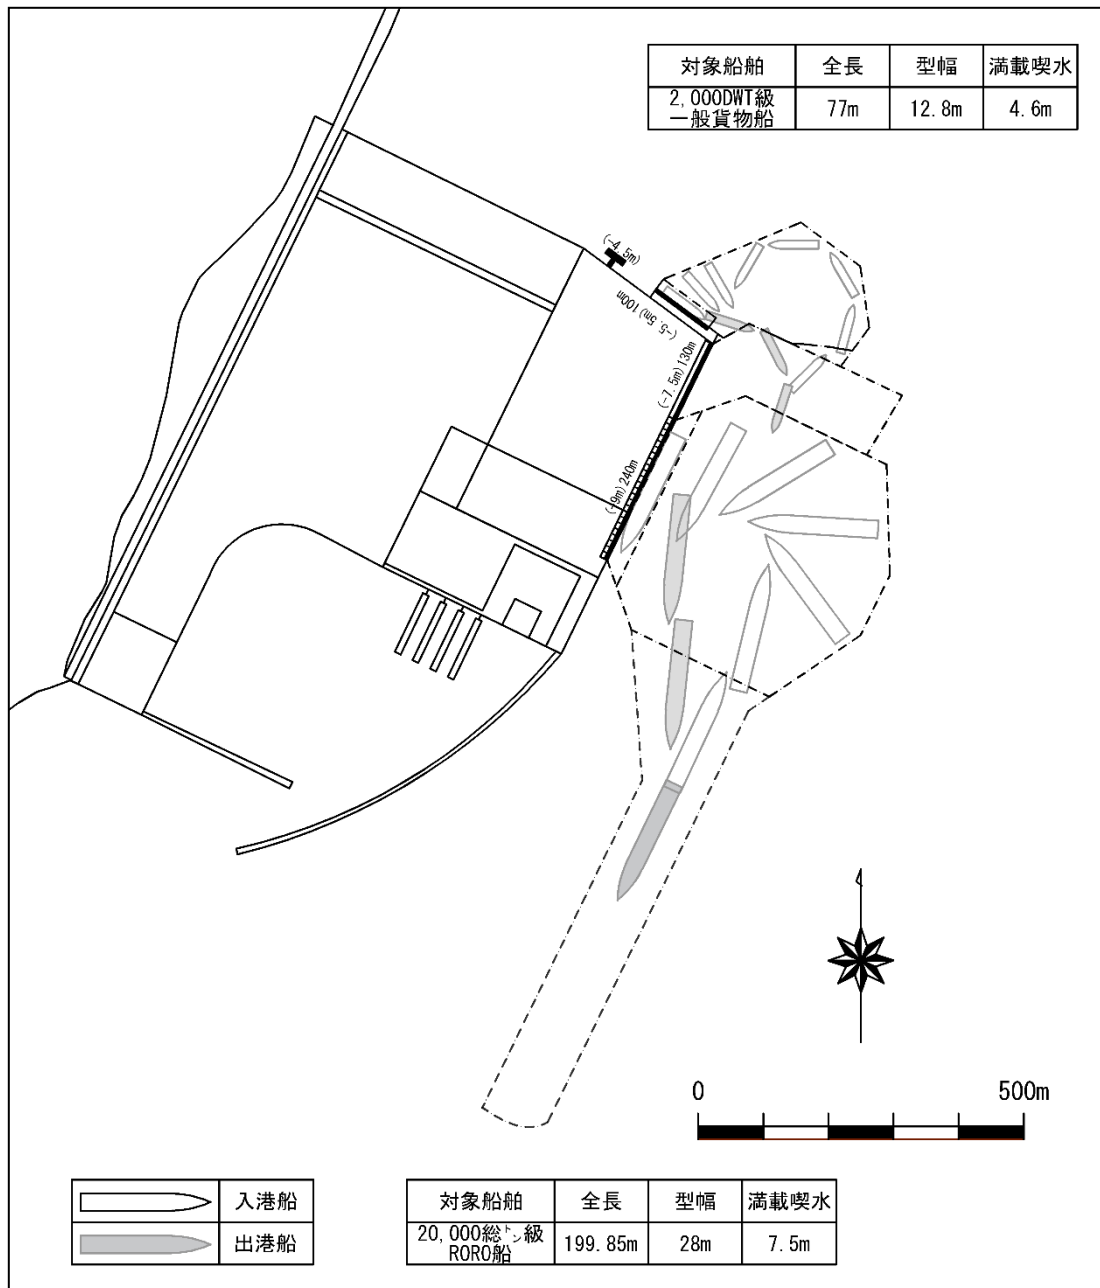 対象船舶 全長 型幅 満載喫水
2,000DWT級
一般貨物船 77m 12.8m 4.6m
(-4.5m)
(-5.5m)100m
(-7.5m)130m
(-9m)240m
0 500m
入港船
出港船
対象船舶 全長 型幅 満載喫水
20,000総㌧級
RORO船 199.85m 28m 7.5m